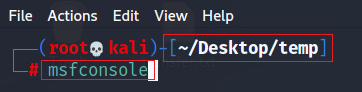 File Actions Edit View Help
┌──(root💀kali)-[~/Desktop/temp]
└─# msfconsole